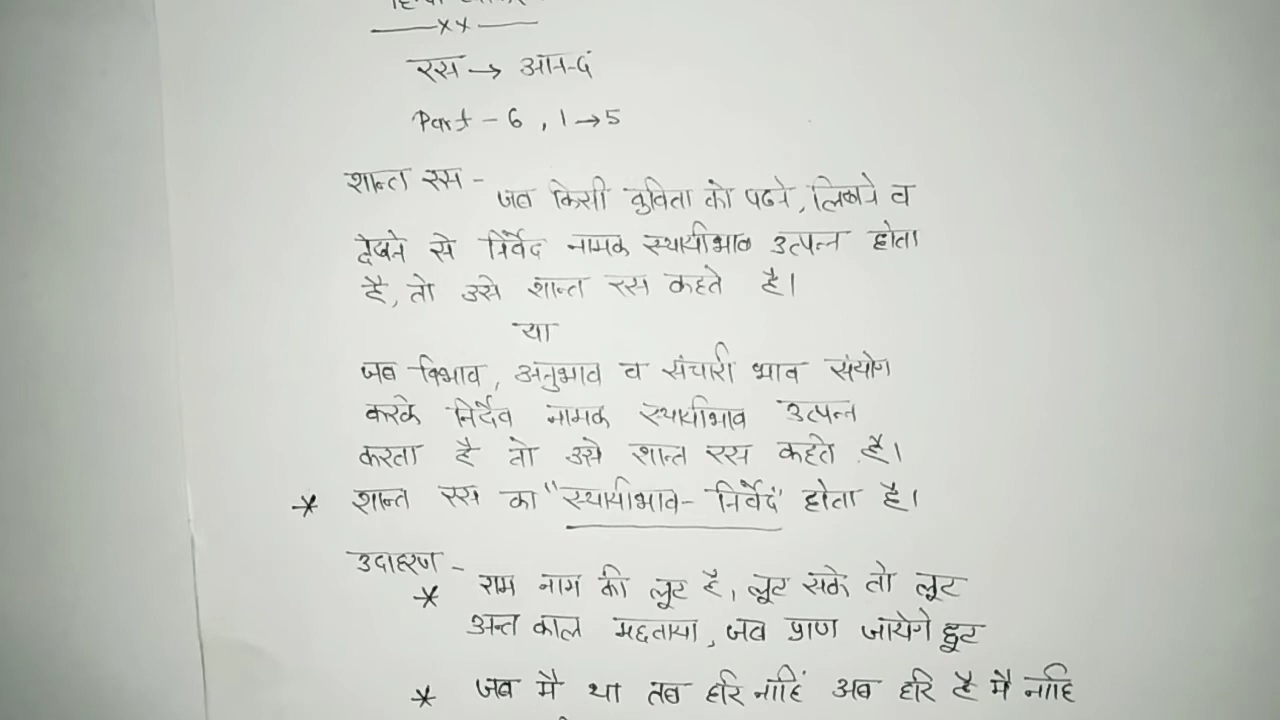 ——xx——
रस → आनन्द
Part - 6 , 1 → 5
शान्त रस -
जब किसी कविता को पढने, लिखने व
देखने से निर्वेद नामक स्थायीभाव उत्पन्न होता
है, तो उसे शान्त रस कहते है।
या
जब विभाव, अनुभाव व संचारी भाव संयोग
करके निर्देव नामक स्थायीभाव उत्पन्न
करता है तो उसे शान्त रस कहते है।
* शान्त रस का "स्थायीभाव - निर्वेद" होता है।
उदाहरण -
* राम नाम की लूट है, लूट सके तो लूट
अन्त काल जब प्राण जायेगे छूट
* जब मै था तब हरि नाहिं अब हरि है मै नाहि